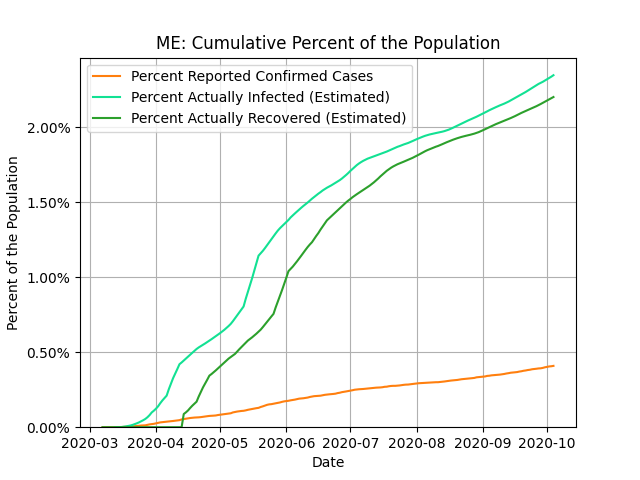 ME: Cumulative Percent of the Population
Percent Reported Confirmed Cases
Percent Actually Infected (Estimated)
Percent Actually Recovered (Estimated)
Percent of the Population
2.00%
1.50%
1.00%
0.50%
0.00%
2020-03 2020-04 2020-05 2020-06 2020-07 2020-08 2020-09 2020-10
Date